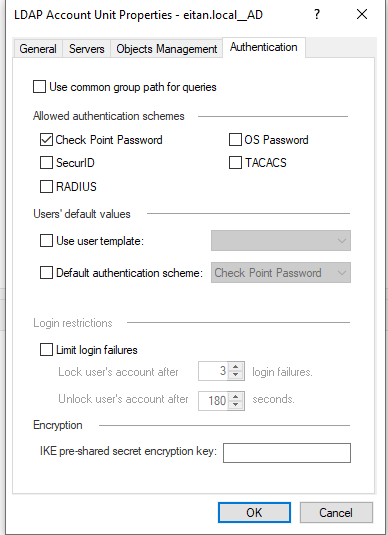 LDAP Account Unit Properties - eitan.local__AD
General Servers Objects Management Authentication
Use common group path for queries
Allowed authentication schemes
Check Point Password OS Password
SecurID TACACS
RADIUS
Users' default values
Use user template:
Default authentication scheme: Check Point Password
Login restrictions
Limit login failures
Lock user's account after 3 login failures.
Unlock user's account after 180 seconds.
Encryption
IKE pre-shared secret encryption key:
OK Cancel